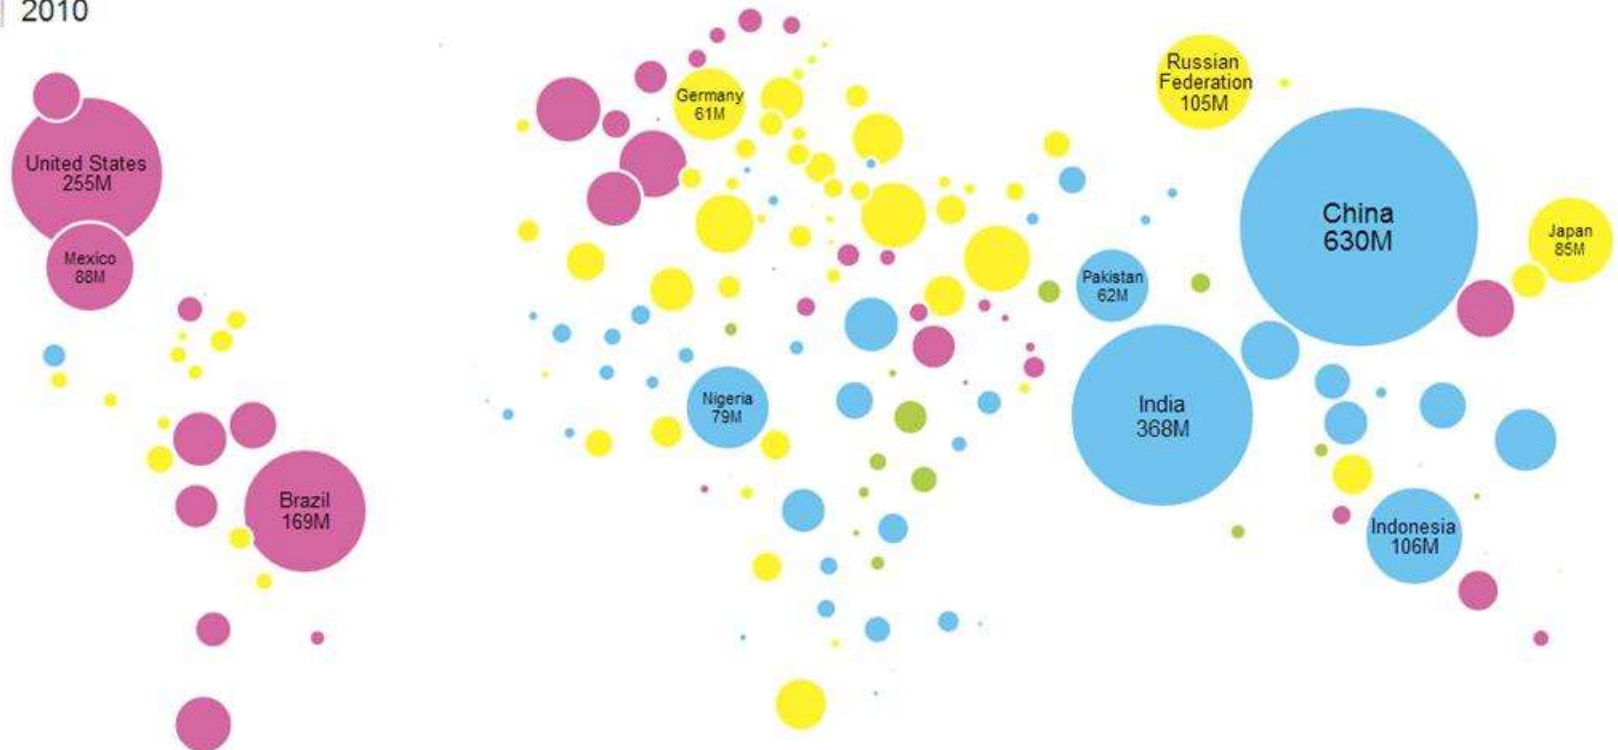 2010
Russian
Federation
105M
Germany
61M
United States
255M
China
630M
Japan
85M
Mexico
88M
Pakistan
62M
Nigeria
79M
India
368M
Brazil
169M
Indonesia
106M